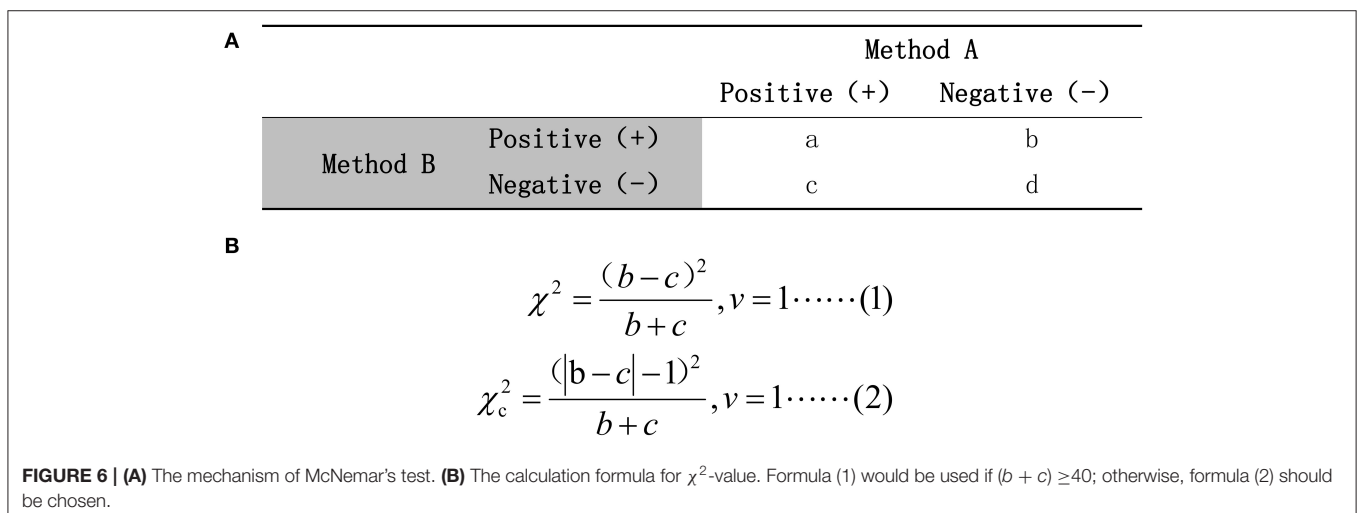 A
Method A
Positive (+) Negative (-)
Positive (+) a b
Method B
Negative (-) c d
B
χ² = (b−c)² / b+c , v = 1······(1)
χ²c = (|b−c|−1)² / b+c , v = 1······(2)
FIGURE 6 | (A) The mechanism of McNemar's test. (B) The calculation formula for χ²-value. Formula (1) would be used if (b + c) ≥40; otherwise, formula (2) should
be chosen.